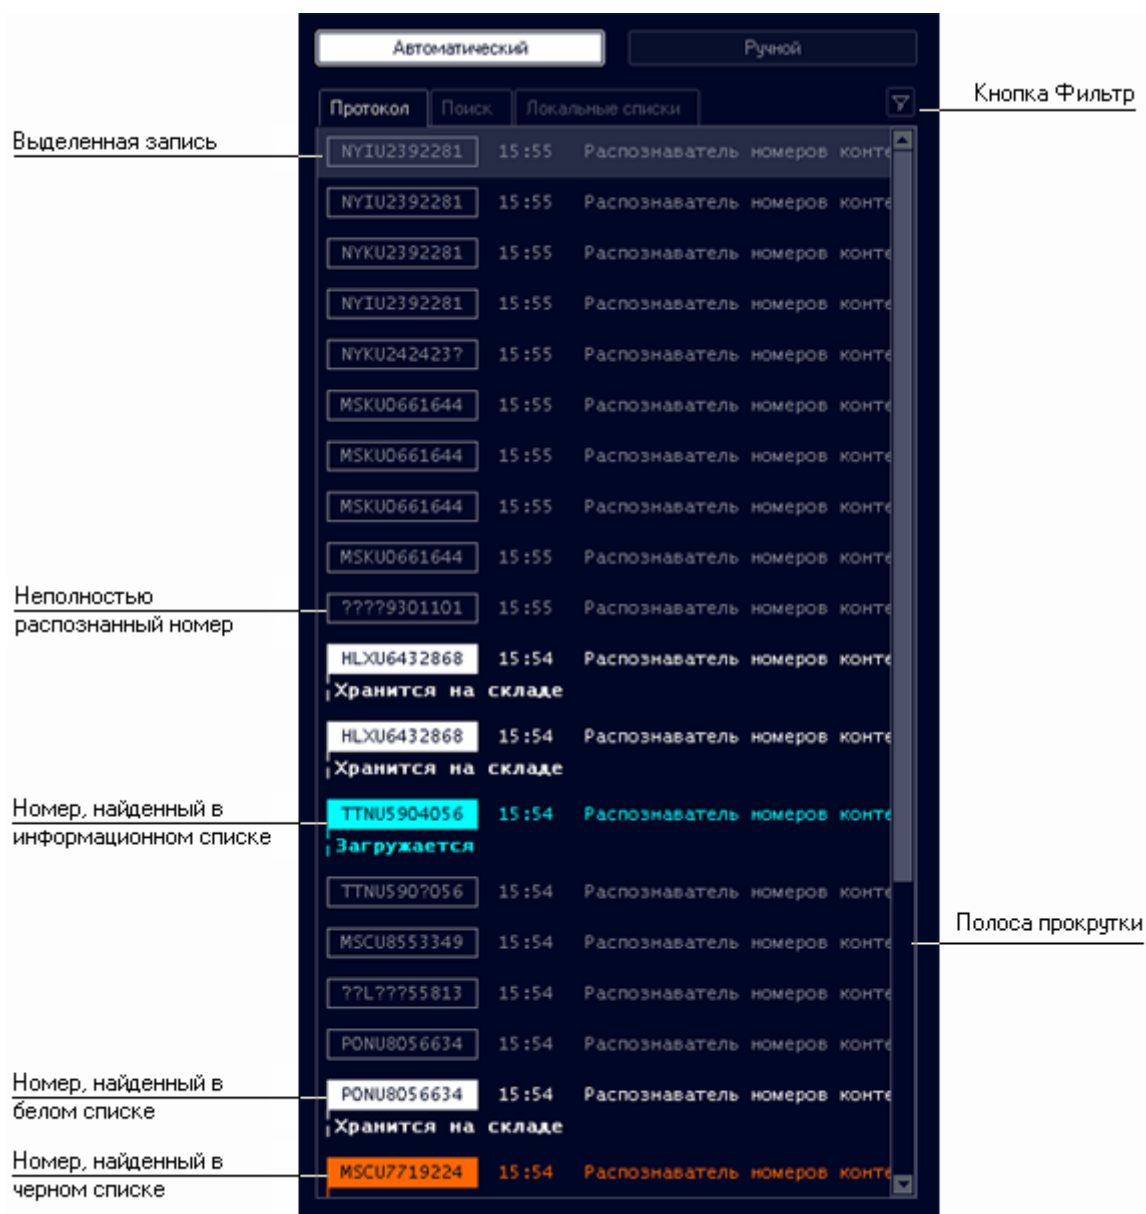 Автоматический Ручной
Кнопка Фильтр
Протокол Поиск Локальные списки
Выделенная запись
NYIU2392281 15:55 Распознаватель номеров конте
NYIU2392281 15:55 Распознаватель номеров конте
NYKU2392281 15:55 Распознаватель номеров конте
NYIU2392281 15:55 Распознаватель номеров конте
NYKU242423? 15:55 Распознаватель номеров конте
MSKU0661644 15:55 Распознаватель номеров конте
MSKU0661644 15:55 Распознаватель номеров конте
MSKU0661644 15:55 Распознаватель номеров конте
MSKU0661644 15:55 Распознаватель номеров конте
Неполностью
распознанный номер
????9301101 15:55 Распознаватель номеров конте
HLXU6432868 15:54 Распознаватель номеров конте
Хранится на складе
HLXU6432868 15:54 Распознаватель номеров конте
Хранится на складе
Номер, найденный в
информационном списке
TTNU5904056 15:54 Распознаватель номеров конте
Загружается
TTNU590?056 15:54 Распознаватель номеров конте
Полоса прокрутки
MSCU8553349 15:54 Распознаватель номеров конте
??L???55813 15:54 Распознаватель номеров конте
PONU8056634 15:54 Распознаватель номеров конте
Номер, найденный в
белом списке
PONU8056634 15:54 Распознаватель номеров конте
Хранится на складе
Номер, найденный в
черном списке
MSCU7719224 15:54 Распознаватель номеров конте